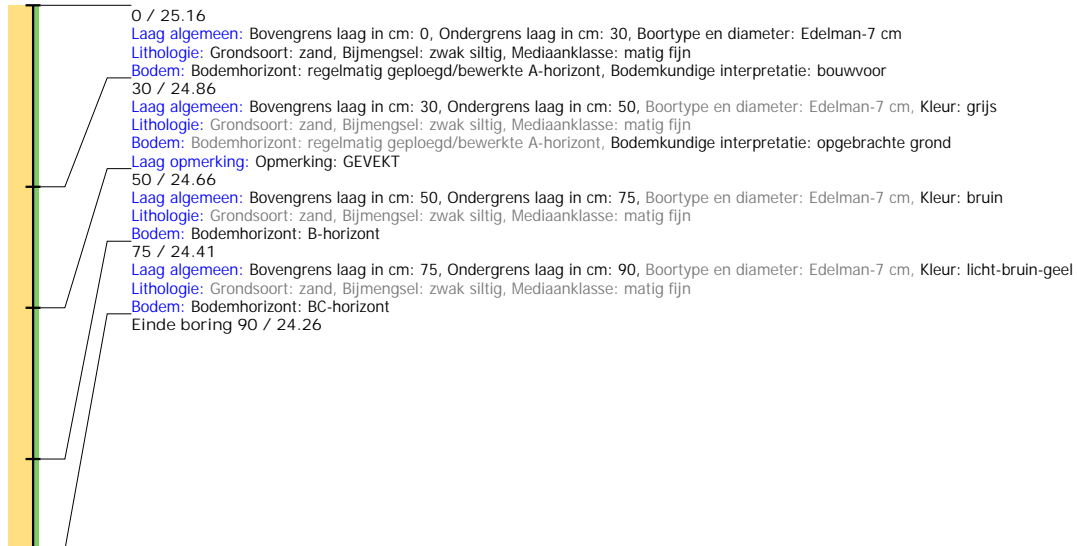 0 / 25.16
Laag algemeen: Bovengrens laag in cm: 0, Ondergrens laag in cm: 30, Boortype en diameter: Edelman-7 cm
Lithologie: Grondsoort: zand, Bijmengsel: zwak siltig, Mediaanklasse: matig fijn
Bodem: Bodemhorizont: regelmatig geploegd/bewerkte A-horizont, Bodemkundige interpretatie: bouwvoor
30 / 24.86
Laag algemeen: Bovengrens laag in cm: 30, Ondergrens laag in cm: 50, Boortype en diameter: Edelman-7 cm, Kleur: grijs
Lithologie: Grondsoort: zand, Bijmengsel: zwak siltig, Mediaanklasse: matig fijn
Bodem: Bodemhorizont: regelmatig geploegd/bewerkte A-horizont, Bodemkundige interpretatie: opgebrachte grond
Laag opmerking: Opmerking: GEVEKT
50 / 24.66
Laag algemeen: Bovengrens laag in cm: 50, Ondergrens laag in cm: 75, Boortype en diameter: Edelman-7 cm, Kleur: bruin
Lithologie: Grondsoort: zand, Bijmengsel: zwak siltig, Mediaanklasse: matig fijn
Bodem: Bodemhorizont: B-horizont
75 / 24.41
Laag algemeen: Bovengrens laag in cm: 75, Ondergrens laag in cm: 90, Boortype en diameter: Edelman-7 cm, Kleur: licht-bruin-geel
Lithologie: Grondsoort: zand, Bijmengsel: zwak siltig, Mediaanklasse: matig fijn
Bodem: Bodemhorizont: BC-horizont
Einde boring 90 / 24.26